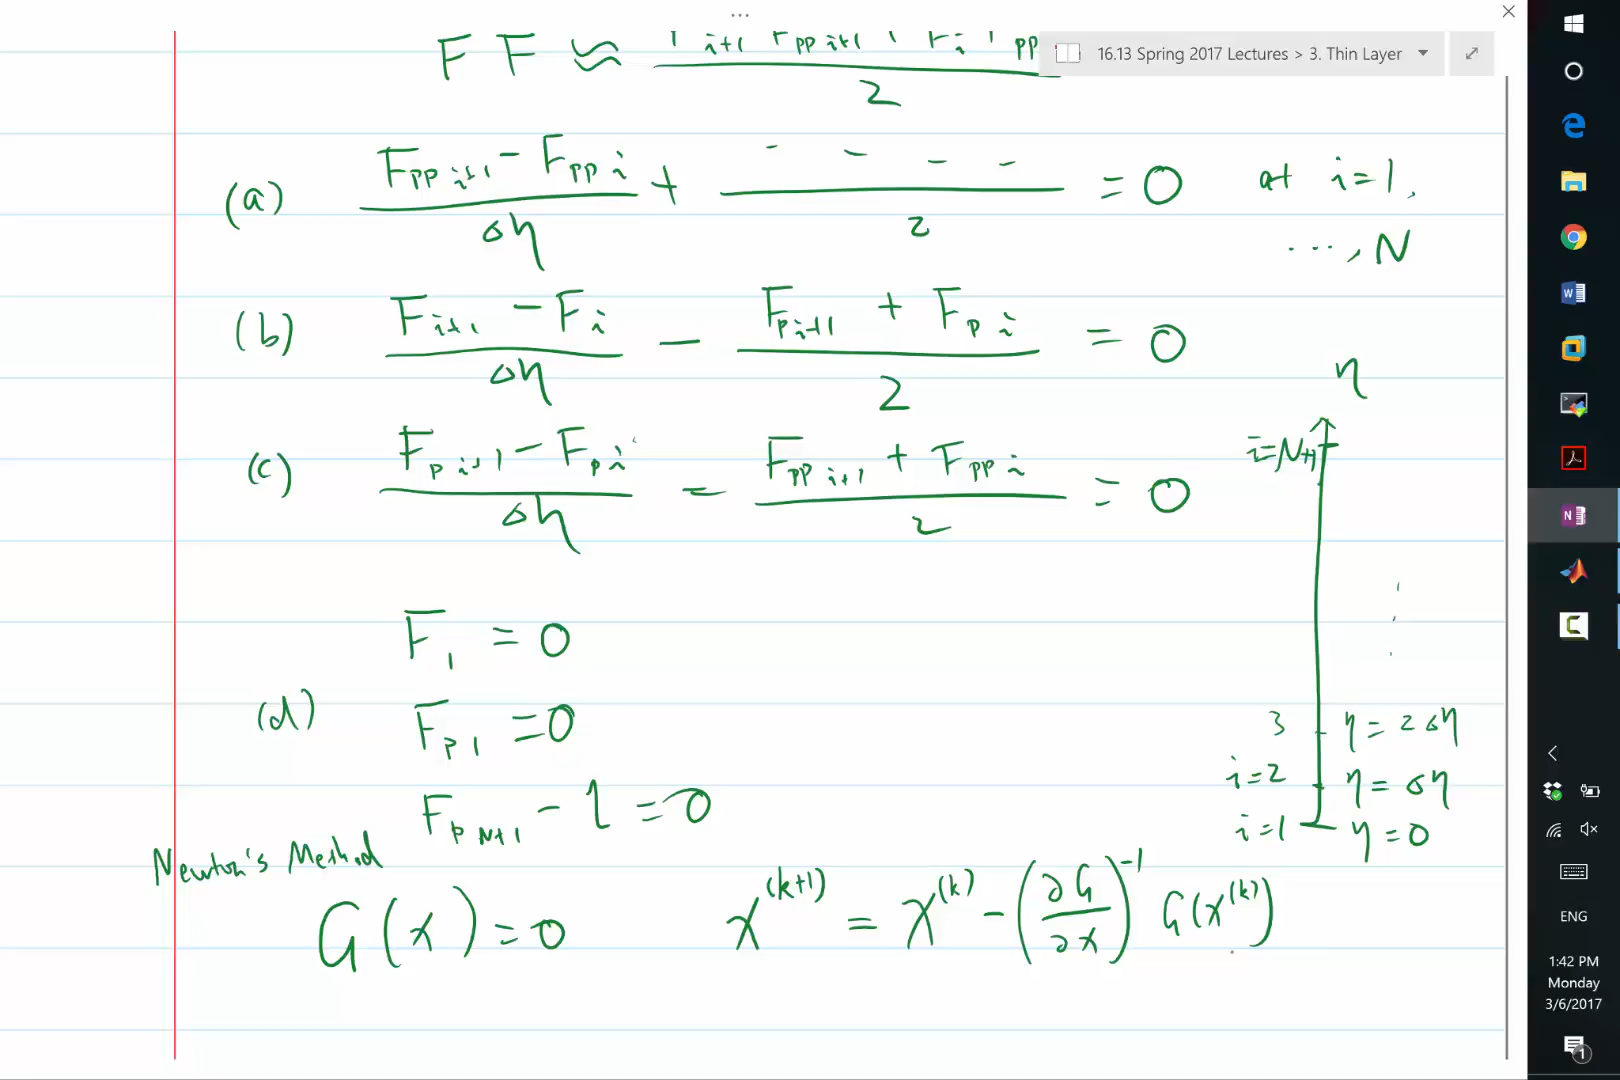 F F ≈ (F_{i+1} F_{pp i+1} + F_i F_{pp}) / 2
16.13 Spring 2017 Lectures > 3. Thin Layer
(a) (F_{pp i+1} - F_{pp i}) / Δη + (- - - -) / 2 = 0 at i=1, ..., N
(b) (F_{i+1} - F_i) / Δη - (F_{p i+1} + F_{p i}) / 2 = 0
η
(c) (F_{p i+1} - F_{p i}) / Δη - (F_{pp i+1} + F_{pp i}) / 2 = 0
i=N+1
F_1 = 0
(d) F_{p 1} = 0
3 η = 2Δη
i=2 η = Δη
F_{p N+1} - 1 = 0
i=1 η = 0
Newton's Method
G(x) = 0 x^{(k+1)} = x^{(k)} - (∂G/∂x)^{-1} G(x^{(k)})
ENG
1:42 PM
Monday
3/6/2017
1